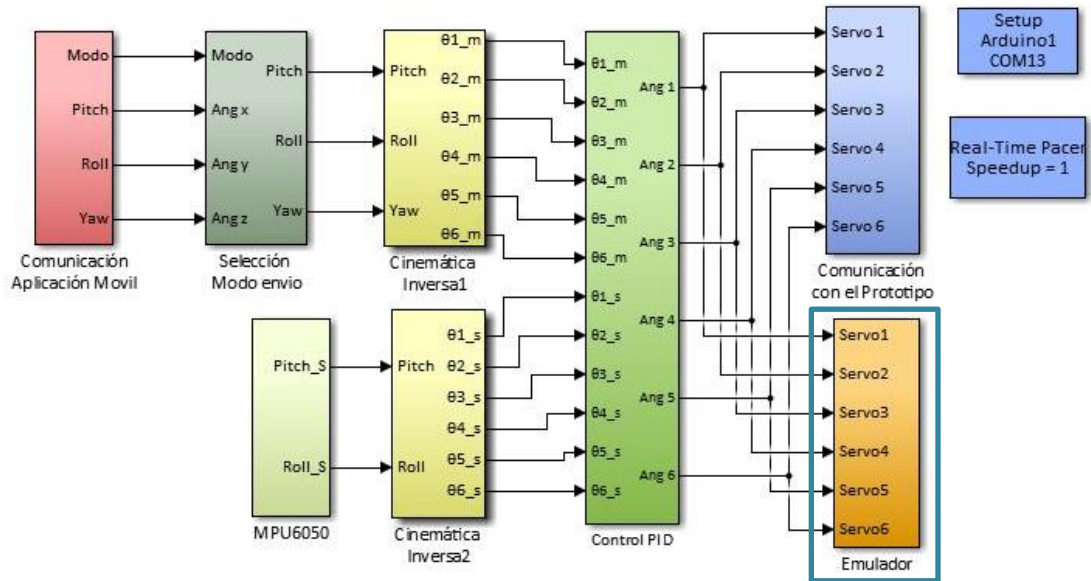 Modo
Pitch
Roll
Yaw
Comunicación
Aplicación Movil
Modo
Ang x
Ang y
Ang z
Pitch
Roll
Yaw
Selección
Modo envio
Pitch
Roll
Yaw
θ1_m
θ2_m
θ3_m
θ4_m
θ5_m
θ6_m
Cinemática
Inversa1
Pitch_S
Roll_S
MPU6050
Pitch
Roll
θ1_s
θ2_s
θ3_s
θ4_s
θ5_s
θ6_s
Cinemática
Inversa2
θ1_m
θ2_m
θ3_m
θ4_m
θ5_m
θ6_m
θ1_s
θ2_s
θ3_s
θ4_s
θ5_s
θ6_s
Ang 1
Ang 2
Ang 3
Ang 4
Ang 5
Ang 6
Control PID
Servo 1
Servo 2
Servo 3
Servo 4
Servo 5
Servo 6
Comunicación
con el Prototipo
Servo1
Servo2
Servo3
Servo4
Servo5
Servo6
Emulador
Setup
Arduino1
COM13
Real-Time Pacer
Speedup = 1